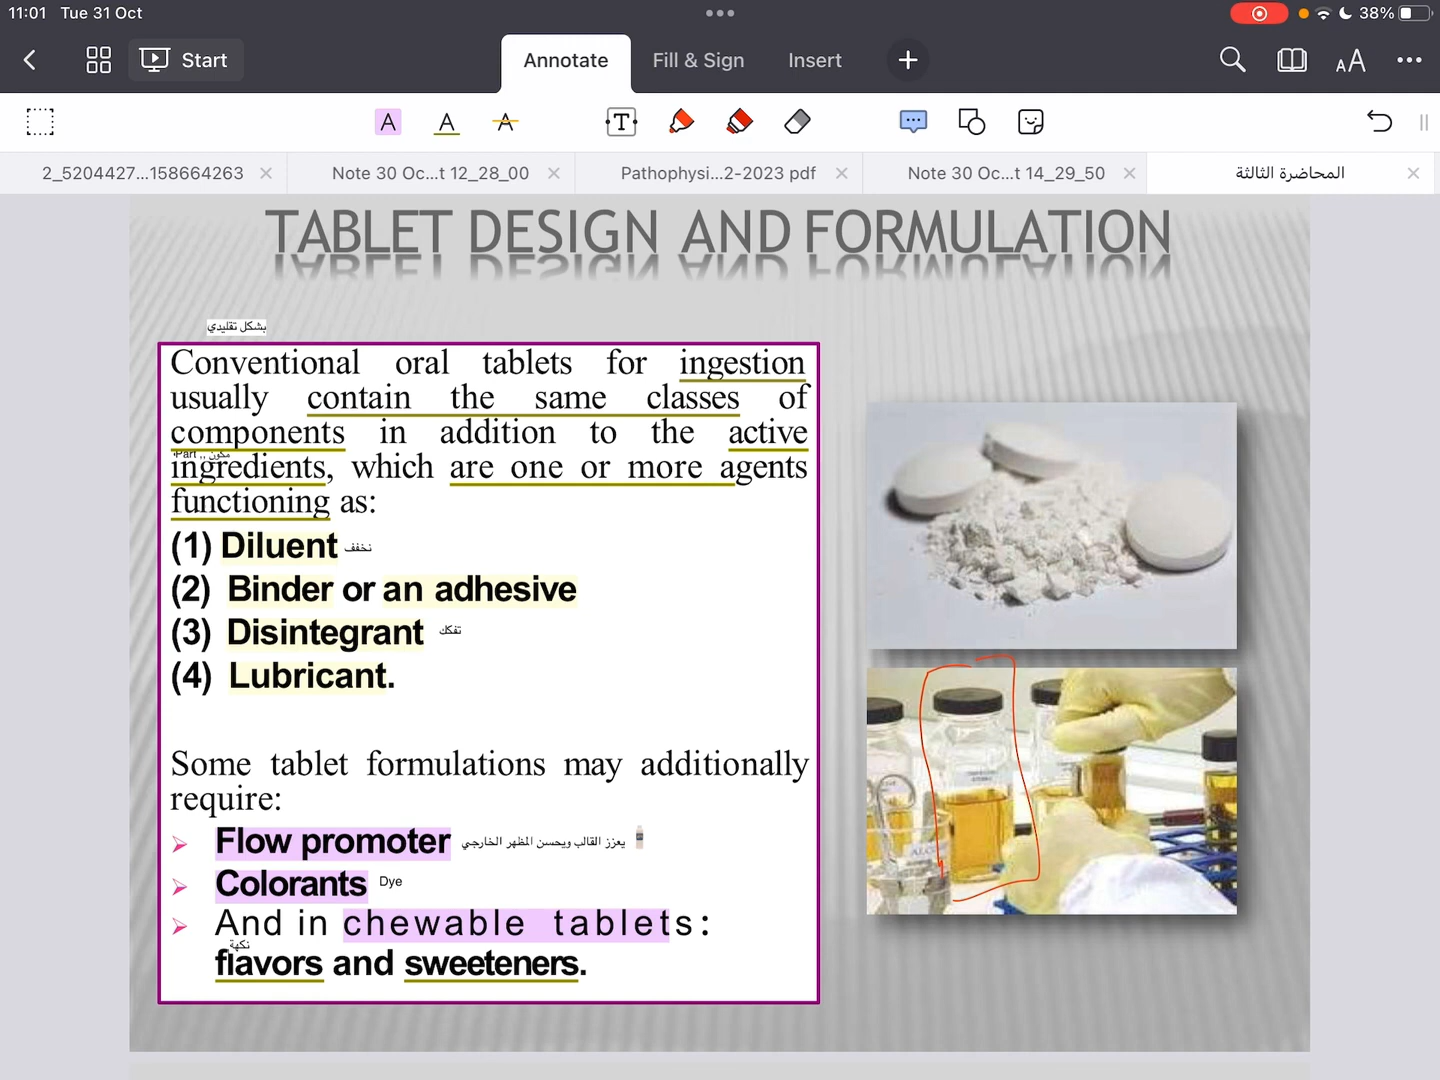 11:01 Tue 31 Oct
38%
Start
Annotate
Fill & Sign
Insert
2_5204427...158664263
Note 30 Oc...t 12_28_00
Pathophysi...2-2023 pdf
Note 30 Oc...t 14_29_50
المحاضرة الثالثة
TABLET DESIGN AND FORMULATION
بشكل تقليدي
Conventional oral tablets for ingestion
usually contain the same classes of
components in addition to the active
Part ,, مكون
ingredients, which are one or more agents
functioning as:
(1) Diluent نخفف
(2) Binder or an adhesive
(3) Disintegrant تفكك
(4) Lubricant.
Some tablet formulations may additionally
require:
Flow promoter يعزز القالب ويحسن المظهر الخارجي
Colorants Dye
And in chewable tablets:
نكهة
flavors and sweeteners.